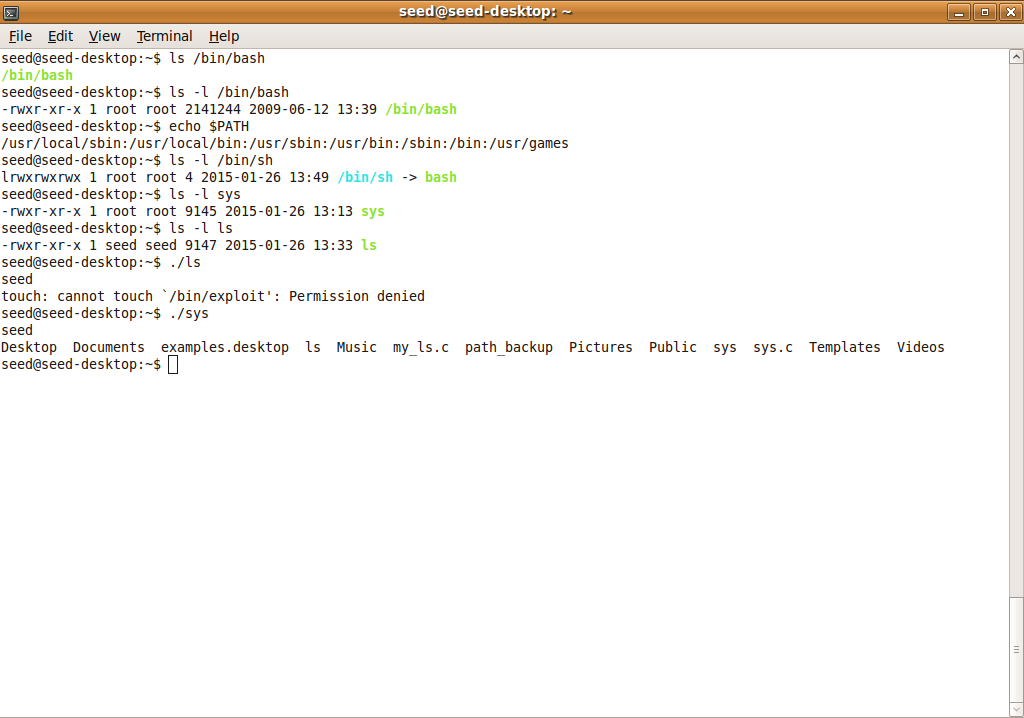 seed@seed-desktop: ~
File Edit View Terminal Help
seed@seed-desktop:~$ ls /bin/bash
/bin/bash
seed@seed-desktop:~$ ls -l /bin/bash
-rwxr-xr-x 1 root root 2141244 2009-06-12 13:39 /bin/bash
seed@seed-desktop:~$ echo $PATH
/usr/local/sbin:/usr/local/bin:/usr/sbin:/usr/bin:/sbin:/bin:/usr/games
seed@seed-desktop:~$ ls -l /bin/sh
lrwxrwxrwx 1 root root 4 2015-01-26 13:49 /bin/sh -> bash
seed@seed-desktop:~$ ls -l sys
-rwxr-xr-x 1 root root 9145 2015-01-26 13:13 sys
seed@seed-desktop:~$ ls -l ls
-rwxr-xr-x 1 seed seed 9147 2015-01-26 13:33 ls
seed@seed-desktop:~$ ./ls
seed
touch: cannot touch `/bin/exploit': Permission denied
seed@seed-desktop:~$ ./sys
seed
Desktop  Documents  examples.desktop  ls  Music  my_ls.c  path_backup  Pictures  Public  sys  sys.c  Templates  Videos
seed@seed-desktop:~$